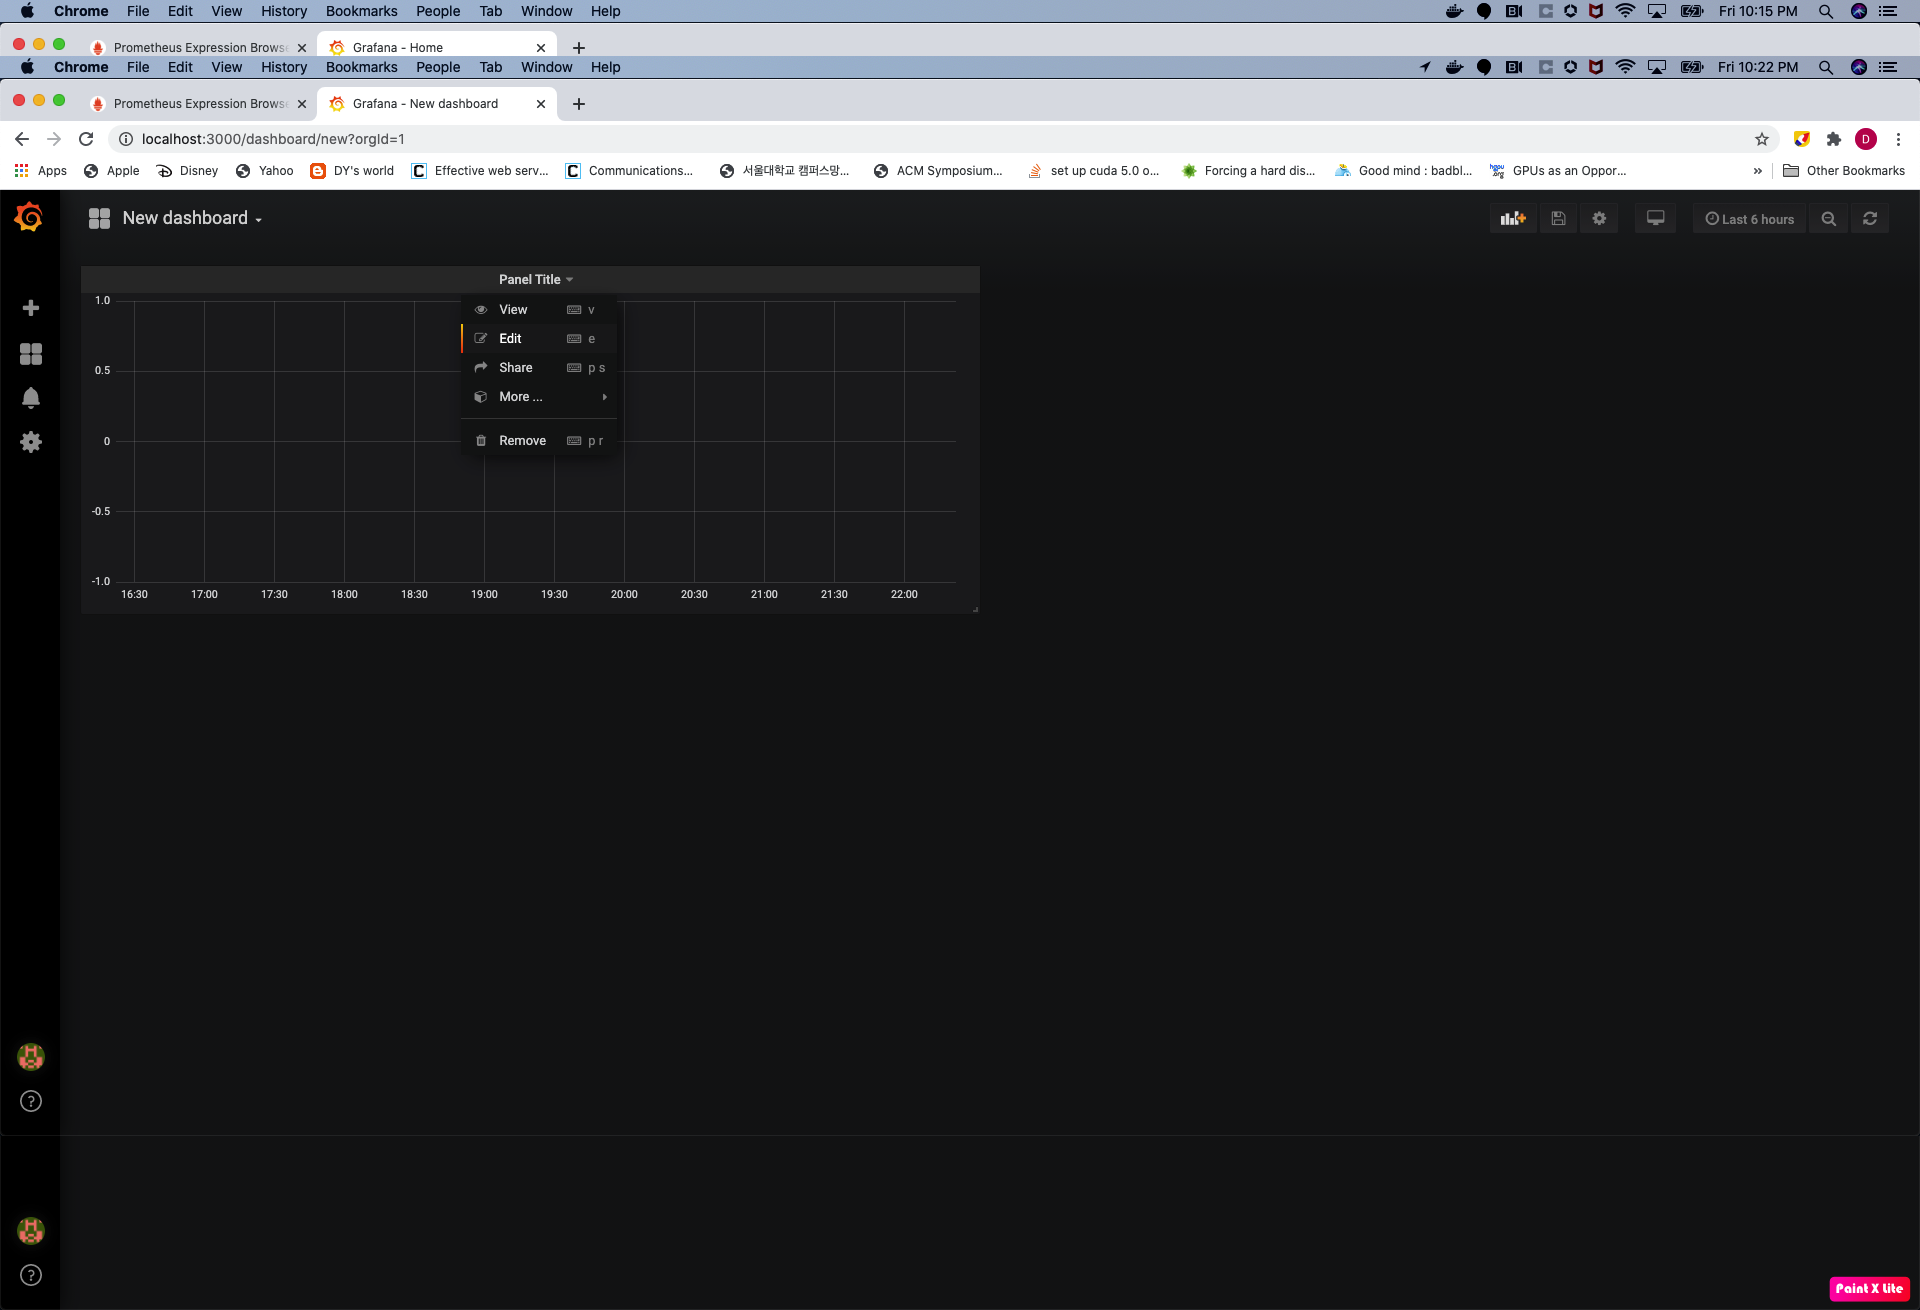 Chrome File Edit View History Bookmarks People Tab Window Help Fri 10:15 PM
Prometheus Expression Browse Grafana - Home
Chrome File Edit View History Bookmarks People Tab Window Help Fri 10:22 PM
Prometheus Expression Browse Grafana - New dashboard
localhost:3000/dashboard/new?orgId=1 D
Apps Apple Disney Yahoo DY's world Effective web serv... Communications... 서울대학교 캠퍼스망... ACM Symposium... set up cuda 5.0 o... Forcing a hard dis... Good mind : badbl... GPUs as an Oppor... » Other Bookmarks
New dashboard Last 6 hours
Panel Title
1.0
0.5
0
-0.5
-1.0
View v
Edit e
Share p s
More ...
Remove p r
16:30 17:00 17:30 18:00 18:30 19:00 19:30 20:00 20:30 21:00 21:30 22:00
Paint X Lite